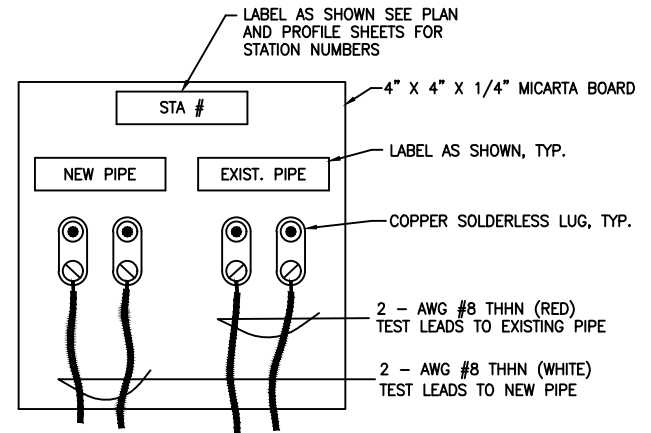 LABEL AS SHOWN SEE PLAN
AND PROFILE SHEETS FOR
STATION NUMBERS
4" X 4" X 1/4" MICARTA BOARD
STA #
LABEL AS SHOWN, TYP.
NEW PIPE
EXIST. PIPE
COPPER SOLDERLESS LUG, TYP.
2 - AWG #8 THHN (RED)
TEST LEADS TO EXISTING PIPE
2 - AWG #8 THHN (WHITE)
TEST LEADS TO NEW PIPE